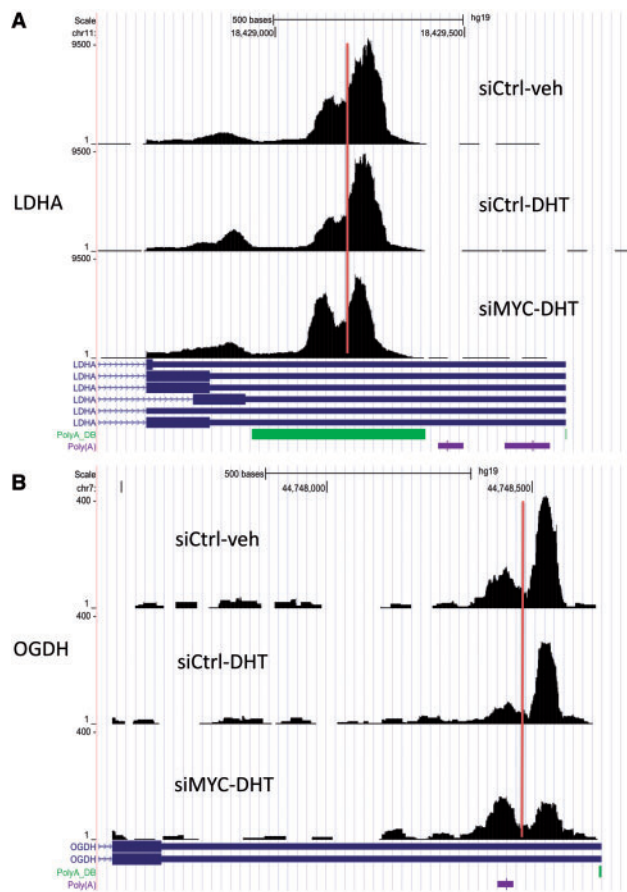 A
Scale
500 bases
hg19
chr11:
18,429,000
18,429,500
9500 -
siCtrl-veh
1 _
9500 -
LDHA
siCtrl-DHT
1 _
9500 -
siMYC-DHT
1 _
LDHA
LDHA
LDHA
LDHA
LDHA
LDHA
PolyA_DB
Poly(A)
B
Scale
500 bases
hg19
chr7:
44,748,000
44,748,500
400 -
siCtrl-veh
1 _
400 -
OGDH
siCtrl-DHT
1 _
400 -
siMYC-DHT
1 _
OGDH
OGDH
PolyA_DB
Poly(A)